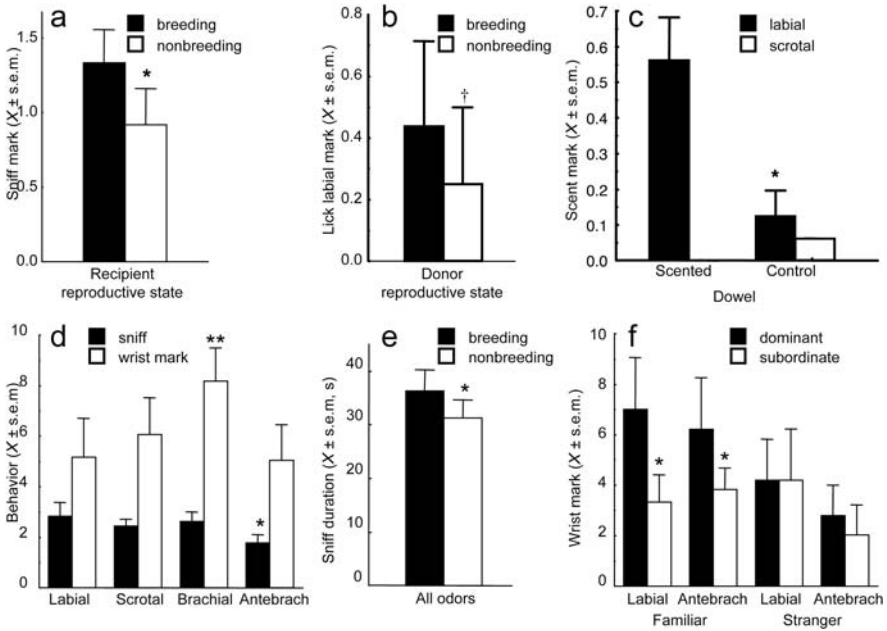 a
breeding
nonbreeding
Sniff mark (X ± s.e.m.)
1.5
1.0
0.5
0.0
*
Recipient
reproductive state
b
breeding
nonbreeding
Lick labial mark (X ± s.e.m.)
0.8
0.6
0.4
0.2
0.0
†
Donor
reproductive state
c
labial
scrotal
Scent mark (X ± s.e.m.)
0.7
0.6
0.5
0.4
0.3
0.2
0.1
0.0
*
Scented Control
Dowel
d
sniff
wrist mark
Behavior (X ± s.e.m.)
10
8
6
4
2
0
**
*
Labial Scrotal Brachial Antebrach
e
breeding
nonbreeding
Sniff duration (X ± s.e.m, s)
40
30
20
10
0
*
All odors
f
dominant
subordinate
Wrist mark (X ± s.e.m.)
10
8
6
4
2
0
* *
Labial Antebrach Labial Antebrach
Familiar Stranger